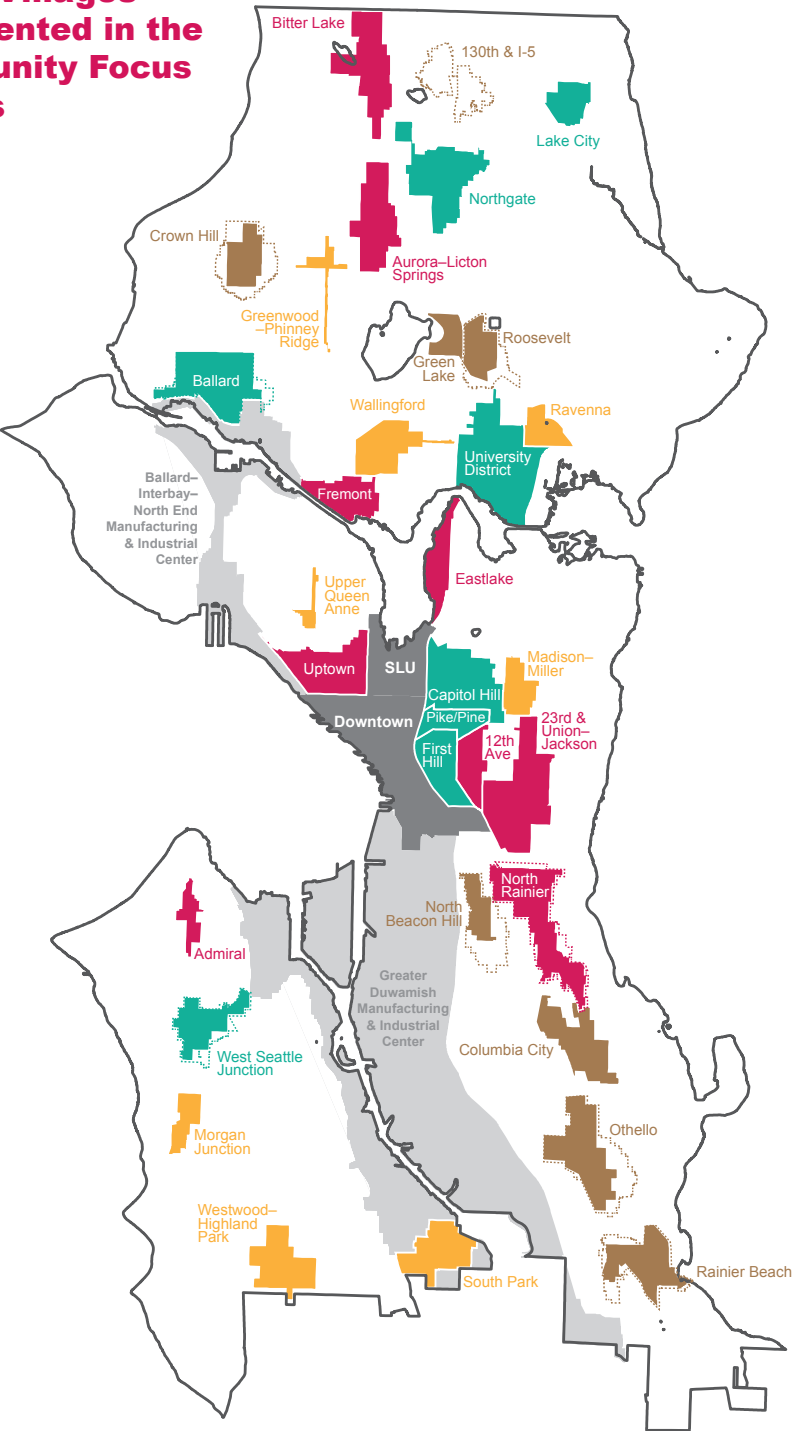 Villages
ented in the
unity Focus
s
Bitter Lake
130th & I-5
Lake City
Northgate
Crown Hill
Aurora–Licton
Springs
Greenwood
–Phinney
Ridge
Roosevelt
Green
Lake
Ballard
Wallingford
Ravenna
University
District
Ballard–
Interbay–
North End
Manufacturing
& Industrial
Center
Fremont
Eastlake
Upper
Queen
Anne
Uptown
SLU
Madison–
Miller
Capitol Hill
Downtown
Pike/Pine
23rd &
Union–
Jackson
12th
Ave
First
Hill
North
Rainier
North
Beacon Hill
Admiral
Greater
Duwamish
Manufacturing
& Industrial
Center
Columbia City
West Seattle
Junction
Morgan
Junction
Othello
Westwood–
Highland
Park
South Park
Rainier Beach